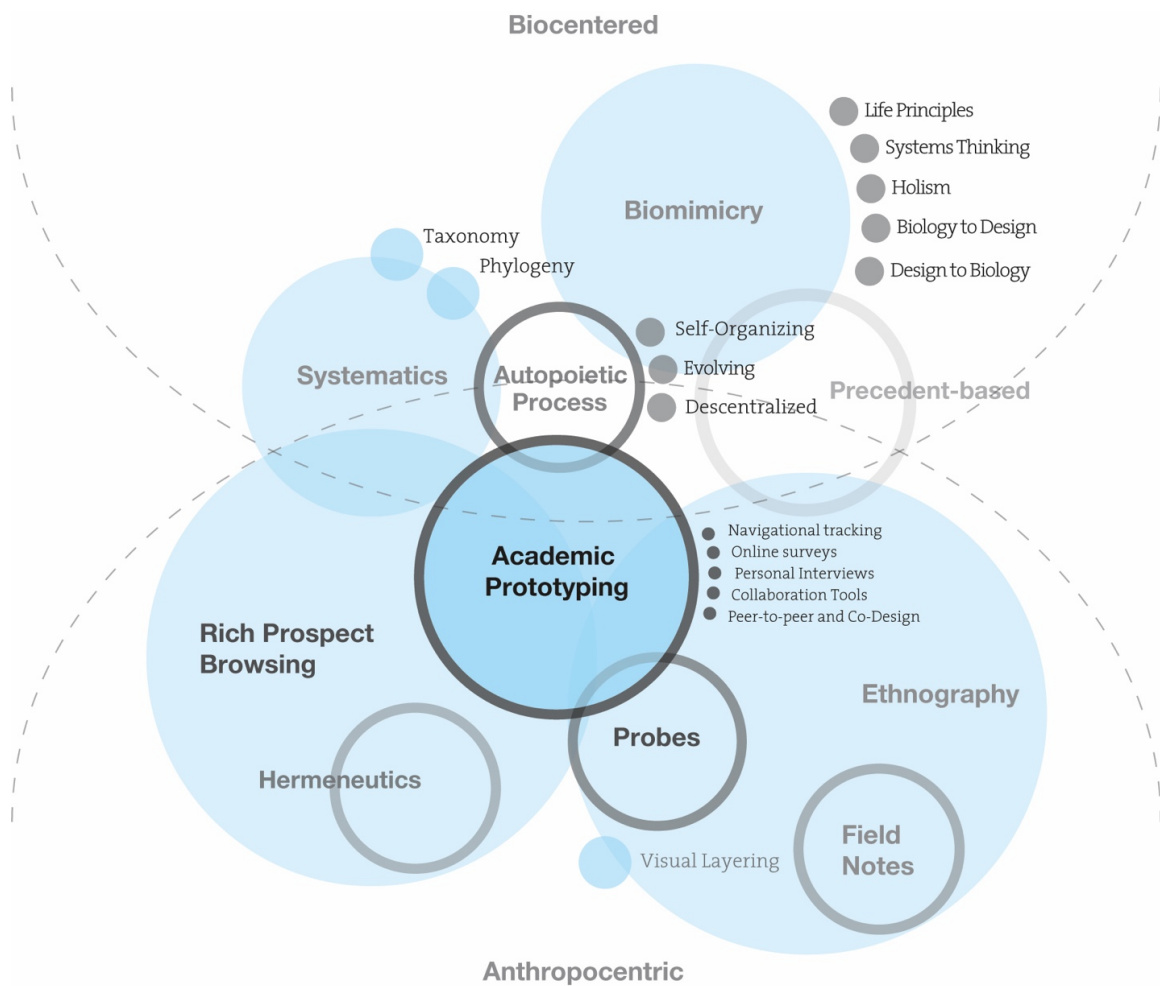 Biocentered
Life Principles
Systems Thinking
Biomimicry
Holism
Biology to Design
Taxonomy
Phylogeny
Design to Biology
Self-Organizing
Systematics
Autopoietic
Process
Evolving
Precedent-based
Descentralized
Academic
Prototyping
Navigational tracking
Online surveys
Personal Interviews
Collaboration Tools
Peer-to-peer and Co-Design
Rich Prospect
Browsing
Ethnography
Probes
Hermeneutics
Field
Notes
Visual Layering
Anthropocentric